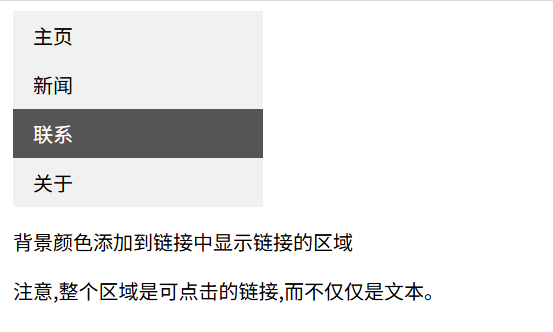 主页
新闻
联系
关于
背景颜色添加到链接中显示链接的区域
注意,整个区域是可点击的链接,而不仅仅是文本。